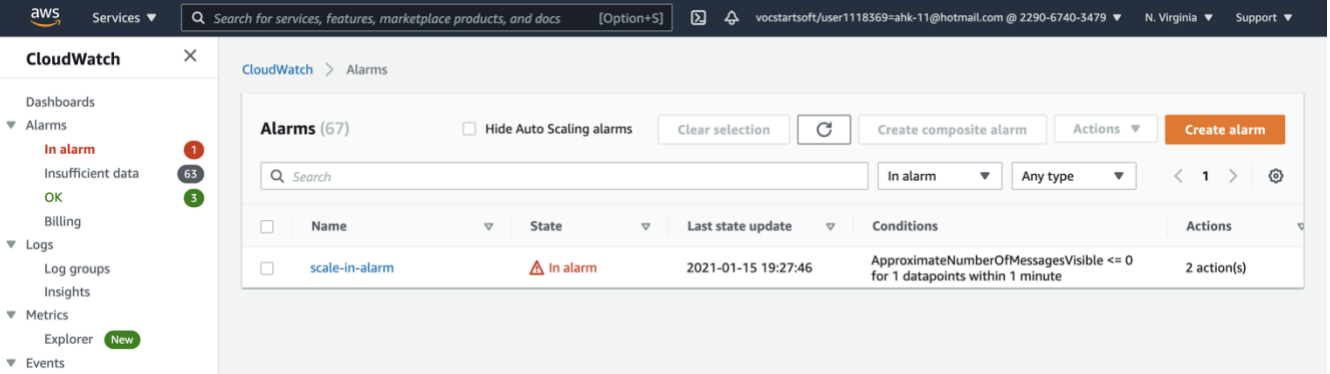 aws
Services
Search for services, features, marketplace products, and docs [Option+S]
vocstartsoft/user1118369=ahk-11@hotmail.com @ 2290-6740-3479
N. Virginia
Support
CloudWatch
Dashboards
Alarms
In alarm 1
Insufficient data 63
OK 3
Billing
Logs
Log groups
Insights
Metrics
Explorer New
Events
CloudWatch > Alarms
Alarms (67)
Hide Auto Scaling alarms
Clear selection
Create composite alarm
Actions
Create alarm
Search
In alarm
Any type
1
Name State Last state update Conditions Actions
scale-in-alarm In alarm 2021-01-15 19:27:46 ApproximateNumberOfMessagesVisible <= 0
for 1 datapoints within 1 minute
2 action(s)